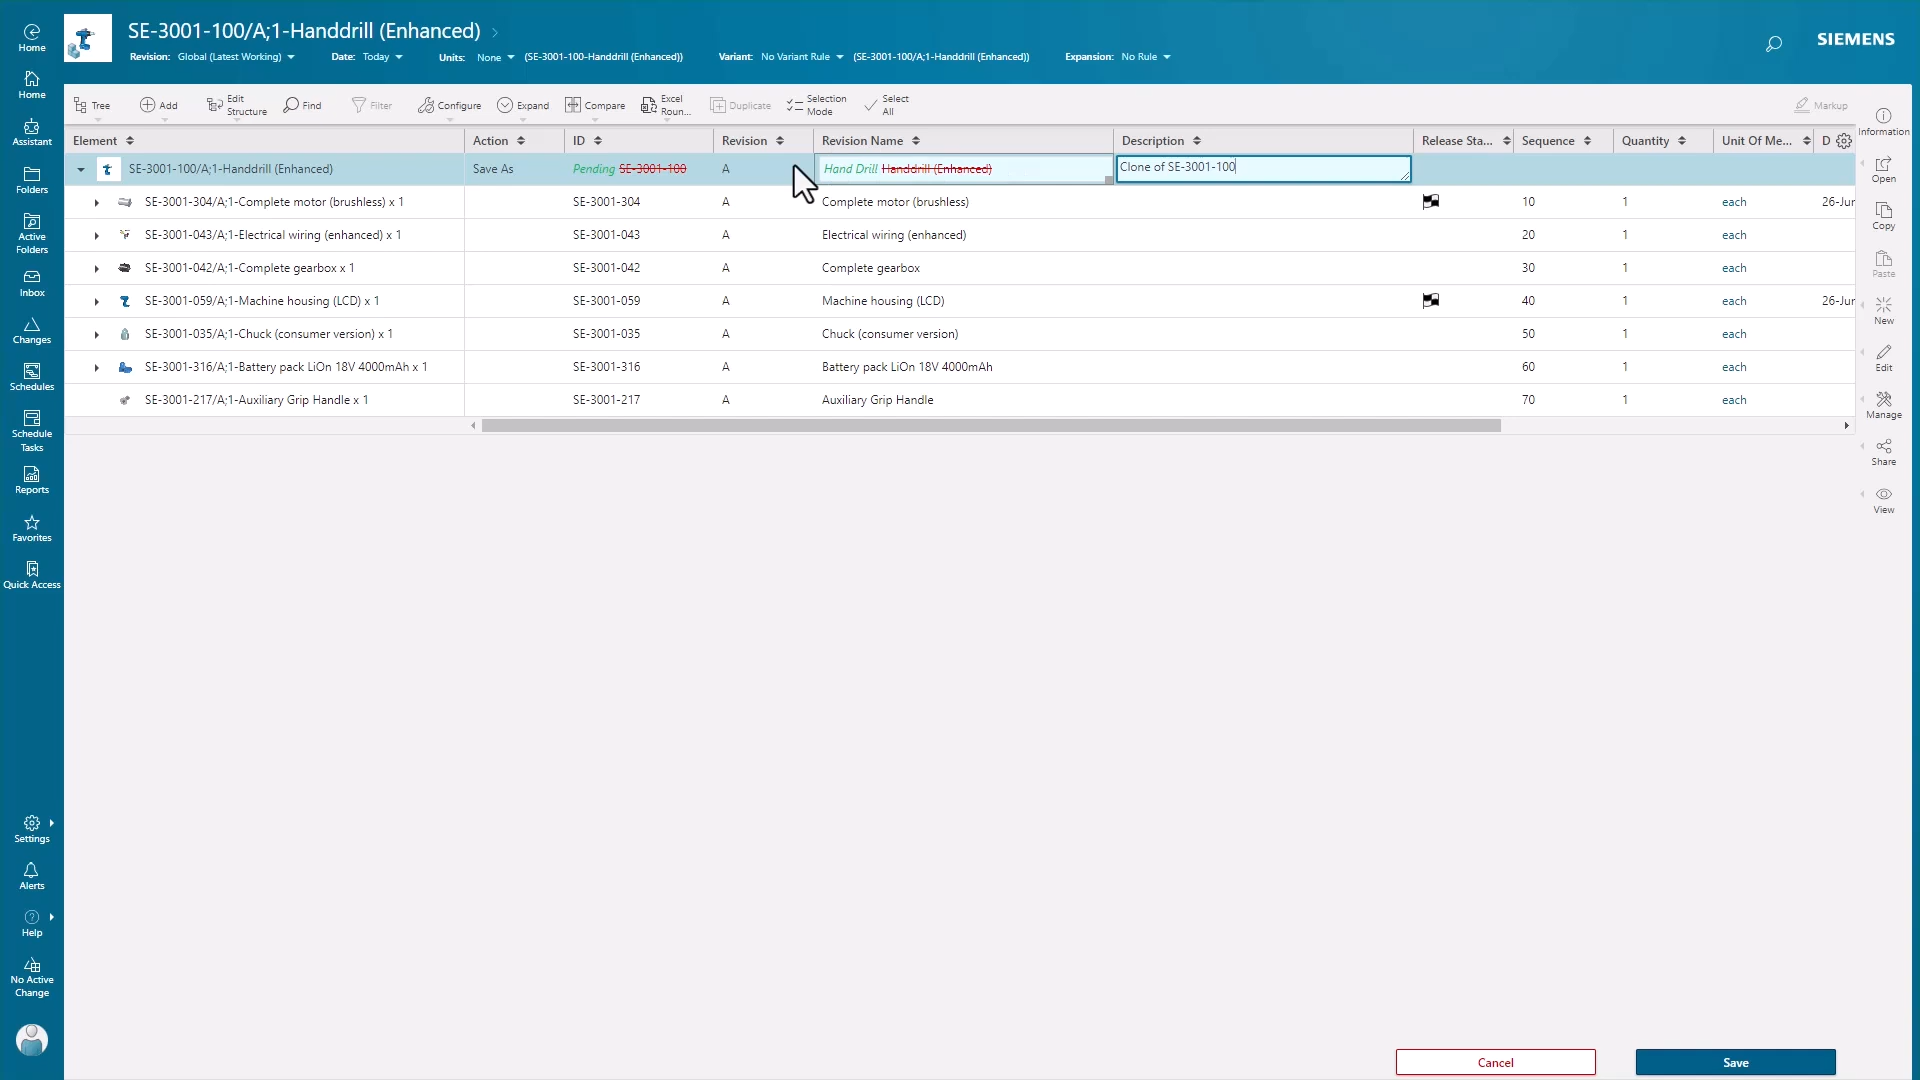 SE-3001-100/A;1-Handdrill (Enhanced)
Revision: Global (Latest Working) Date: Today Units: None (SE-3001-100-Handdrill (Enhanced)) Variant: No Variant Rule (SE-3001-100/A;1-Handdrill (Enhanced)) Expansion: No Rule
SIEMENS
Home
Home
Assistant
Folders
Active
Folders
Inbox
Changes
Schedules
Schedule
Tasks
Reports
Favorites
Quick Access
Settings
Alerts
Help
No Active
Change
Tree
Add
Edit
Structure
Find
Filter
Configure
Expand
Compare
Excel
Roun...
Duplicate
Selection
Mode
Select
All
Markup
Element Action ID Revision Revision Name Description Release Sta... Sequence Quantity Unit Of Me... D
SE-3001-100/A;1-Handdrill (Enhanced) Save As Pending SE-3001-100 A Hand Drill Handdrill (Enhanced) Clone of SE-3001-100
SE-3001-304/A;1-Complete motor (brushless) x 1 SE-3001-304 A Complete motor (brushless) 10 1 each 26-Jun
SE-3001-043/A;1-Electrical wiring (enhanced) x 1 SE-3001-043 A Electrical wiring (enhanced) 20 1 each
SE-3001-042/A;1-Complete gearbox x 1 SE-3001-042 A Complete gearbox 30 1 each
SE-3001-059/A;1-Machine housing (LCD) x 1 SE-3001-059 A Machine housing (LCD) 40 1 each 26-Jun
SE-3001-035/A;1-Chuck (consumer version) x 1 SE-3001-035 A Chuck (consumer version) 50 1 each
SE-3001-316/A;1-Battery pack LiOn 18V 4000mAh x 1 SE-3001-316 A Battery pack LiOn 18V 4000mAh 60 1 each
SE-3001-217/A;1-Auxiliary Grip Handle x 1 SE-3001-217 A Auxiliary Grip Handle 70 1 each
Information
Open
Copy
Paste
New
Edit
Manage
Share
View
Cancel
Save